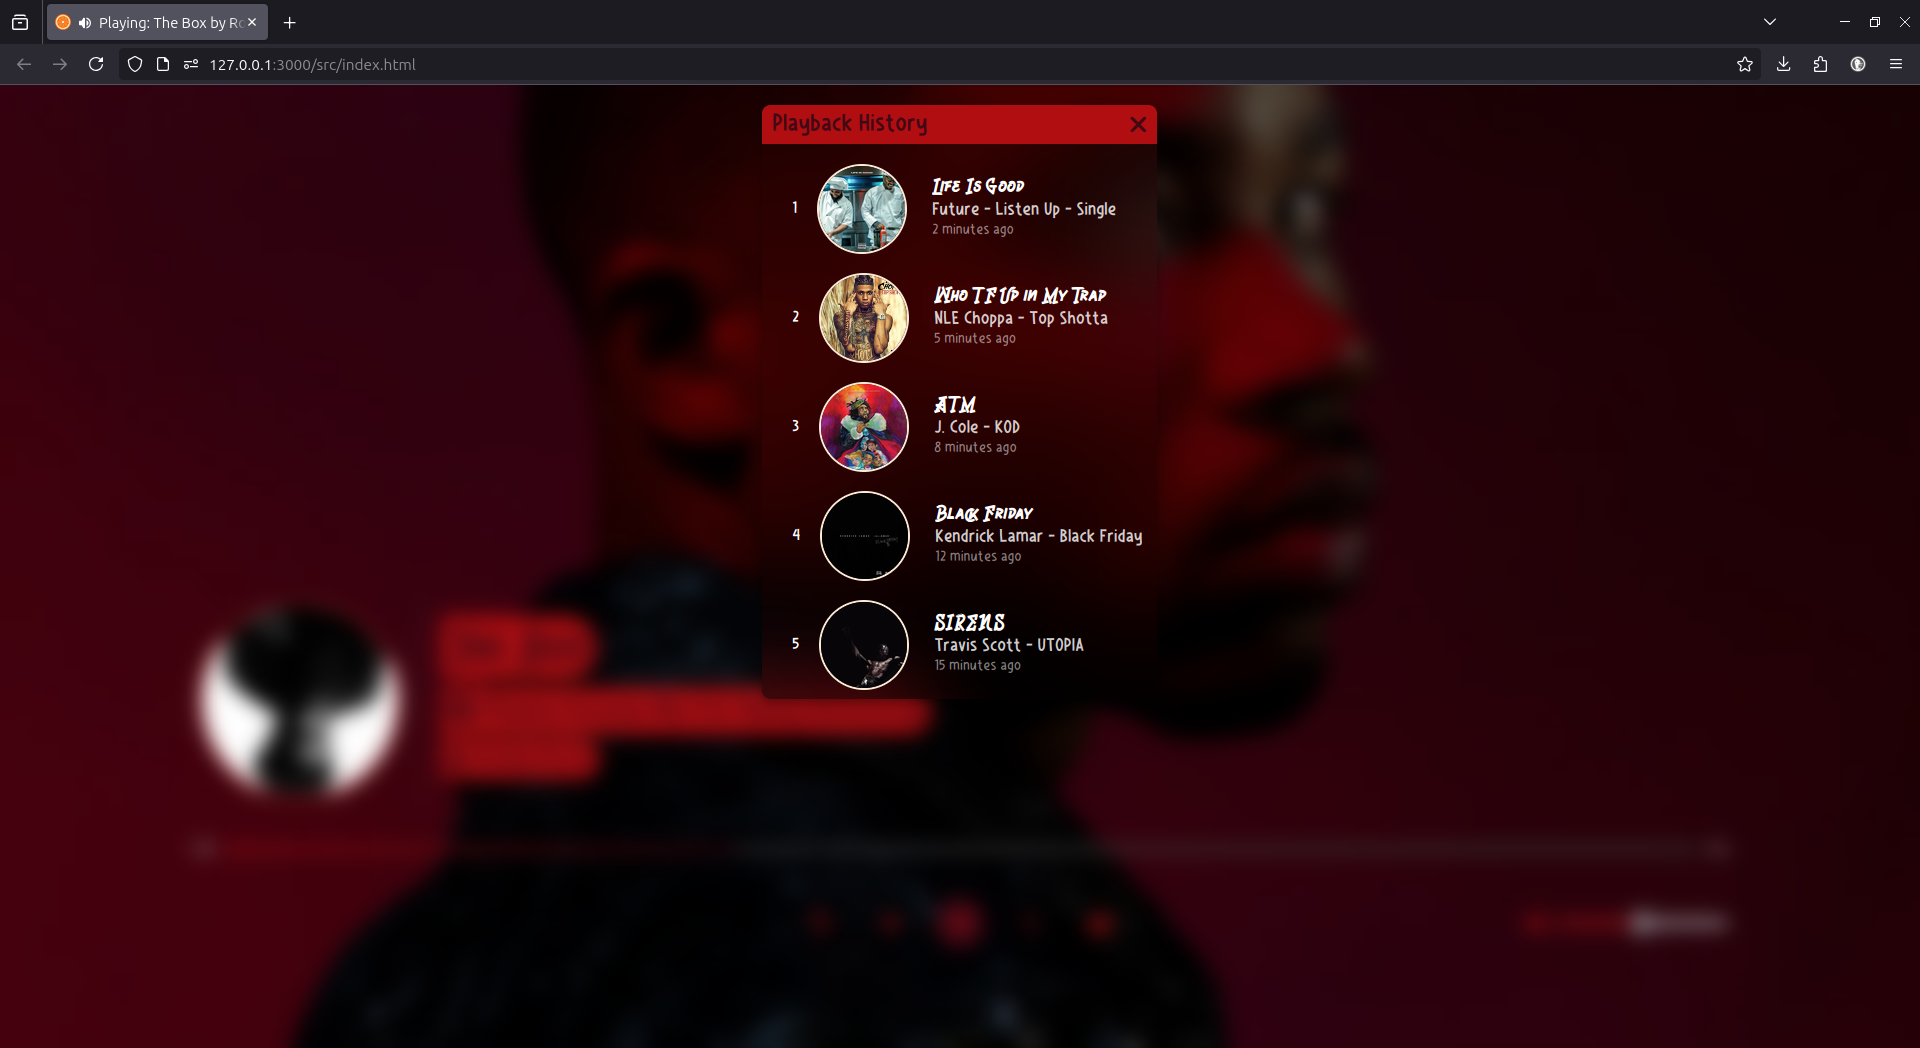 Playing: The Box by Ro
127.0.0.1:3000/src/index.html
Playback History
1
Life Is Good
Future - Listen Up - Single
2 minutes ago
2
Who TF Up in My Trap
NLE Choppa - Top Shotta
5 minutes ago
3
ATM
J. Cole - KOD
8 minutes ago
4
Black Friday
Kendrick Lamar - Black Friday
12 minutes ago
5
SIRENS
Travis Scott - UTOPIA
15 minutes ago